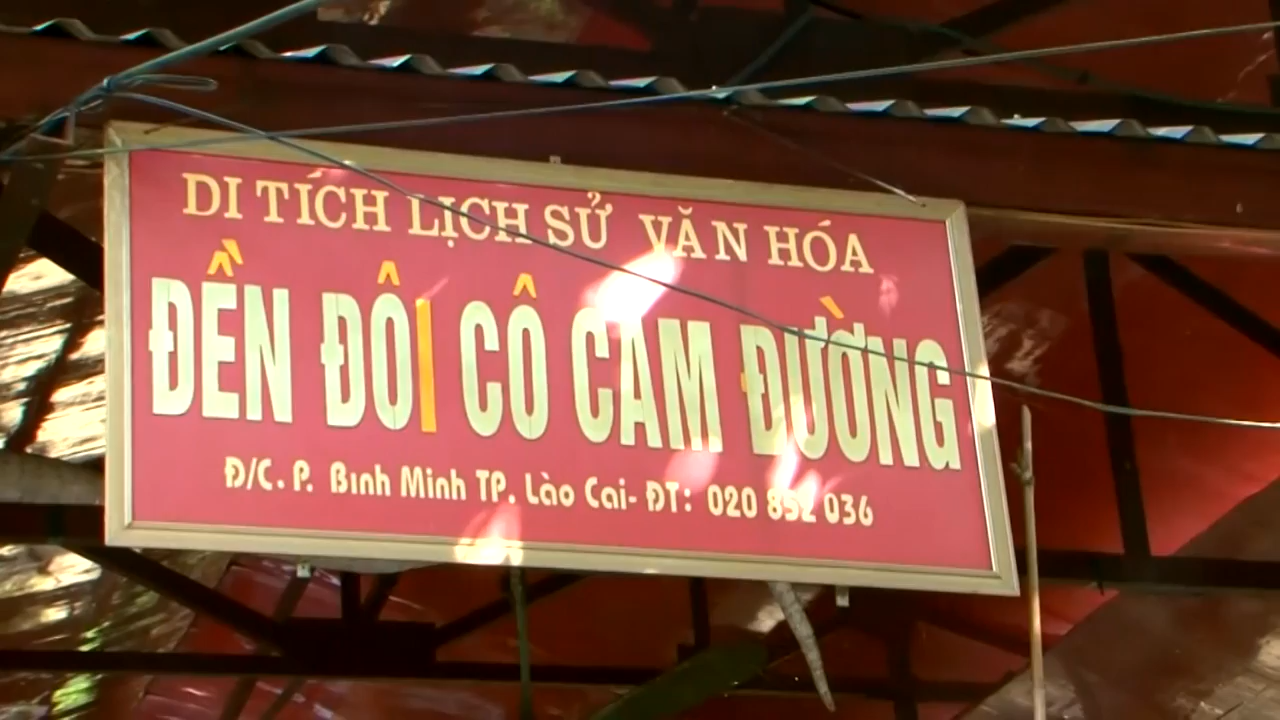 DI TÍCH LỊCH SỬ VĂN HÓA
ĐỀN ĐÔI CÔ CAM ĐƯỜNG
Đ/C. P. Bình Minh TP. Lào Cai- ĐT: 020 852 036